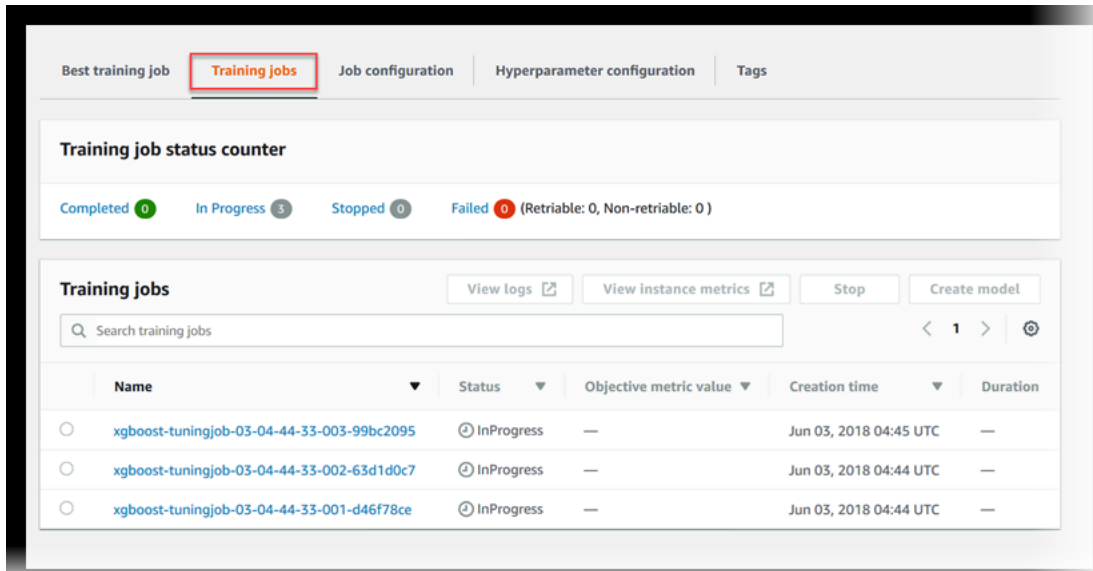 Best training job Training jobs Job configuration Hyperparameter configuration Tags
Training job status counter
Completed 0 In Progress 3 Stopped 0 Failed 0 (Retriable: 0, Non-retriable: 0 )
Training jobs View logs View instance metrics Stop Create model
Search training jobs 1
Name Status Objective metric value Creation time Duration
xgboost-tuningjob-03-04-44-33-003-99bc2095 InProgress — Jun 03, 2018 04:45 UTC —
xgboost-tuningjob-03-04-44-33-002-63d1d0c7 InProgress — Jun 03, 2018 04:44 UTC —
xgboost-tuningjob-03-04-44-33-001-d46f78ce InProgress — Jun 03, 2018 04:44 UTC —